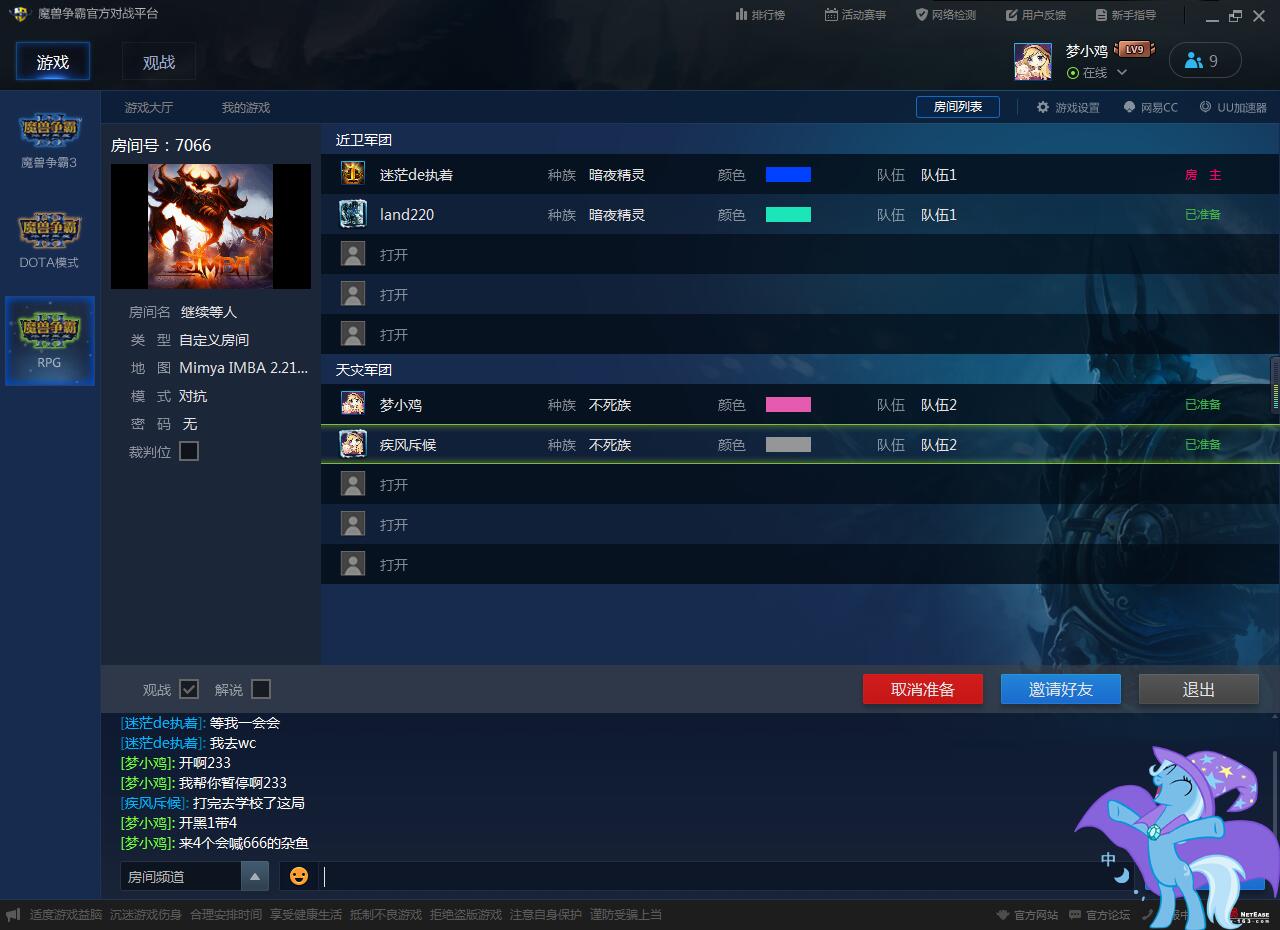 魔兽争霸官方对战平台 排行榜 活动赛事 网络检测 用户反馈 新手指导
游戏 观战 梦小鸡 LV9
在线 9
游戏大厅 我的游戏 房间列表 游戏设置 网易CC UU加速器
魔兽争霸
魔兽争霸3
魔兽争霸
DOTA模式
魔兽争霸
RPG
房间号：7066
IMBA
房间名 继续等人
类 型 自定义房间
地 图 Mimya IMBA 2.21...
模 式 对抗
密 码 无
裁判位
近卫军团
迷茫de执着 种族 暗夜精灵 颜色 队伍 队伍1 房 主
land220 种族 暗夜精灵 颜色 队伍 队伍1 已准备
打开
打开
打开
天灾军团
梦小鸡 种族 不死族 颜色 队伍 队伍2 已准备
疾风斥候 种族 不死族 颜色 队伍 队伍2 已准备
打开
打开
打开
观战 解说 取消准备 邀请好友 退出
[迷茫de执着]: 等我一会会
[迷茫de执着]: 我去wc
[梦小鸡]: 开啊233
[梦小鸡]: 我帮你暂停啊233
[疾风斥候]: 打完去学校了这局
[梦小鸡]: 开黑1带4
[梦小鸡]: 来4个会喊666的杂鱼
中
房间频道
适度游戏益脑 沉迷游戏伤身 合理安排时间 享受健康生活 抵制不良游戏 拒绝盗版游戏 注意自身保护 谨防受骗上当 官方网站 官方论坛 NETEASE